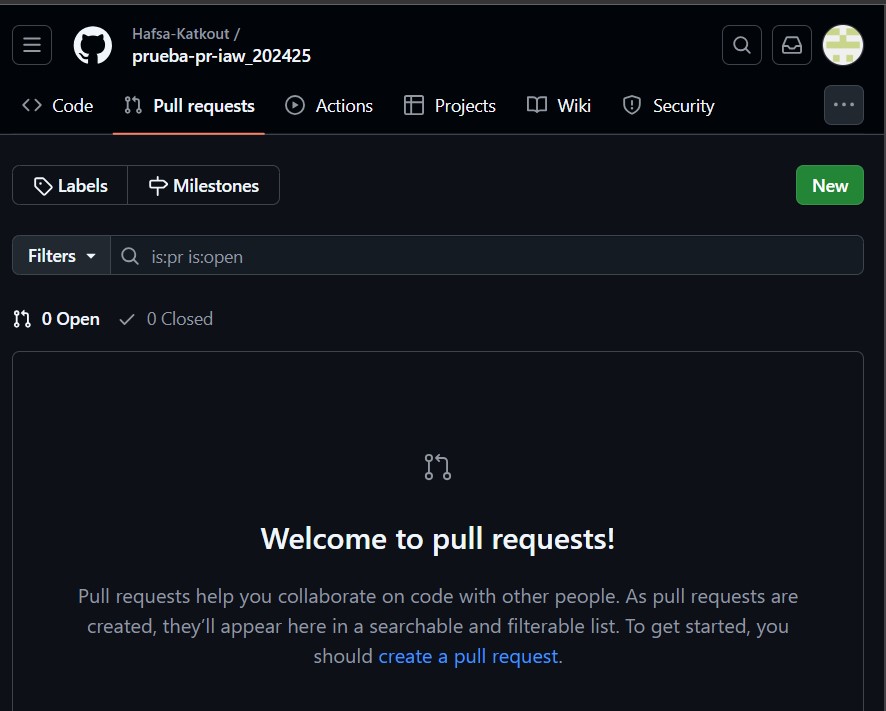 Hafsa-Katkout /
prueba-pr-iaw_202425
Code Pull requests Actions Projects Wiki Security
Labels Milestones New
Filters is:pr is:open
0 Open 0 Closed
Welcome to pull requests!
Pull requests help you collaborate on code with other people. As pull requests are
created, they’ll appear here in a searchable and filterable list. To get started, you
should create a pull request.